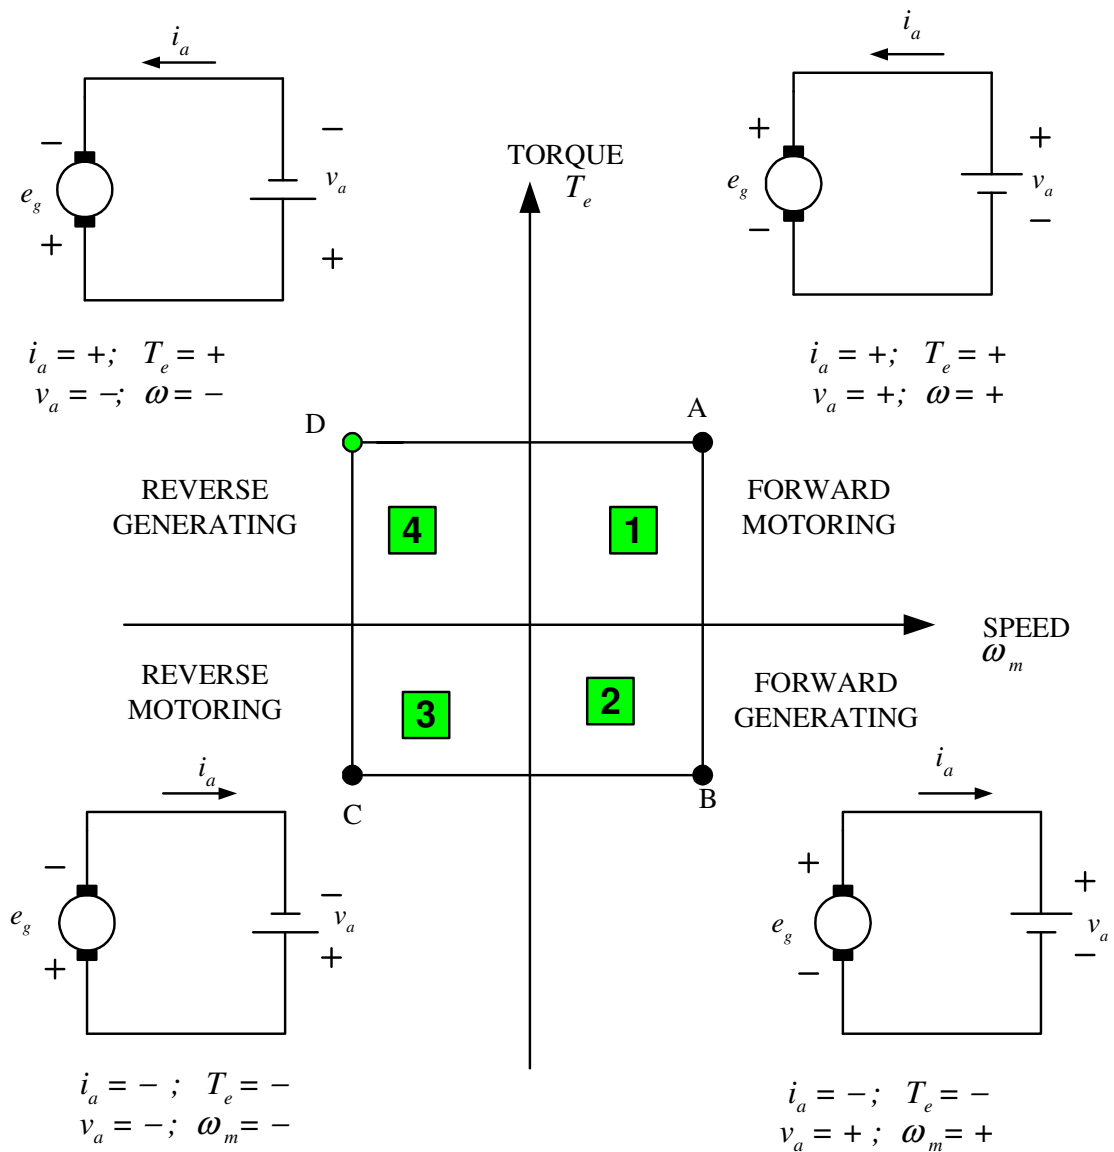 i_a
−
+
e_g
v_a
−
+
i_a = +;   T_e = +
v_a = −;   ω = −
TORQUE
T_e
i_a
+
−
e_g
v_a
+
−
i_a = +;   T_e = +
v_a = +;   ω = +
D
A
REVERSE
GENERATING
4
1
FORWARD
MOTORING
SPEED
ω_m
REVERSE
MOTORING
3
2
FORWARD
GENERATING
C
B
i_a
−
+
e_g
v_a
−
+
i_a = − ;   T_e = −
v_a = −;   ω_m = −
i_a
+
−
e_g
v_a
+
−
i_a = −;   T_e = −
v_a = + ;   ω_m = +